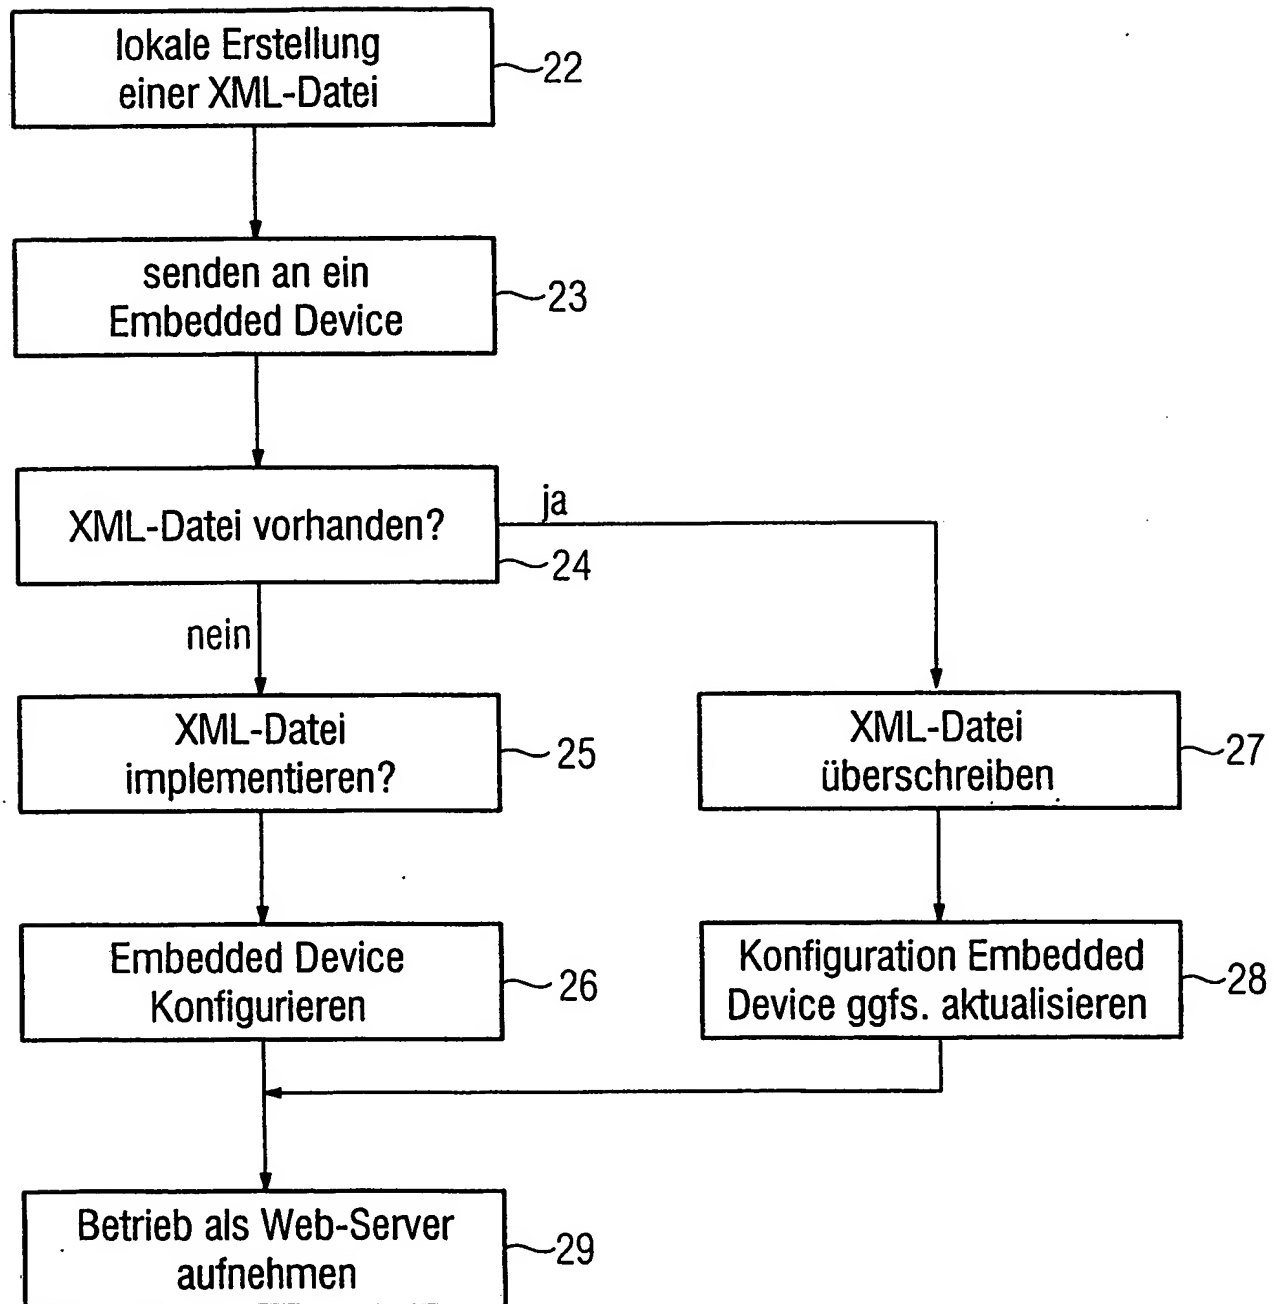 lokale Erstellung
einer XML-Datei
22
senden an ein
Embedded Device
23
XML-Datei vorhanden?
ja
24
nein
XML-Datei
implementieren?
25
XML-Datei
überschreiben
27
Embedded Device
Konfigurieren
26
Konfiguration Embedded
Device ggfs. aktualisieren
28
Betrieb als Web-Server
aufnehmen
29